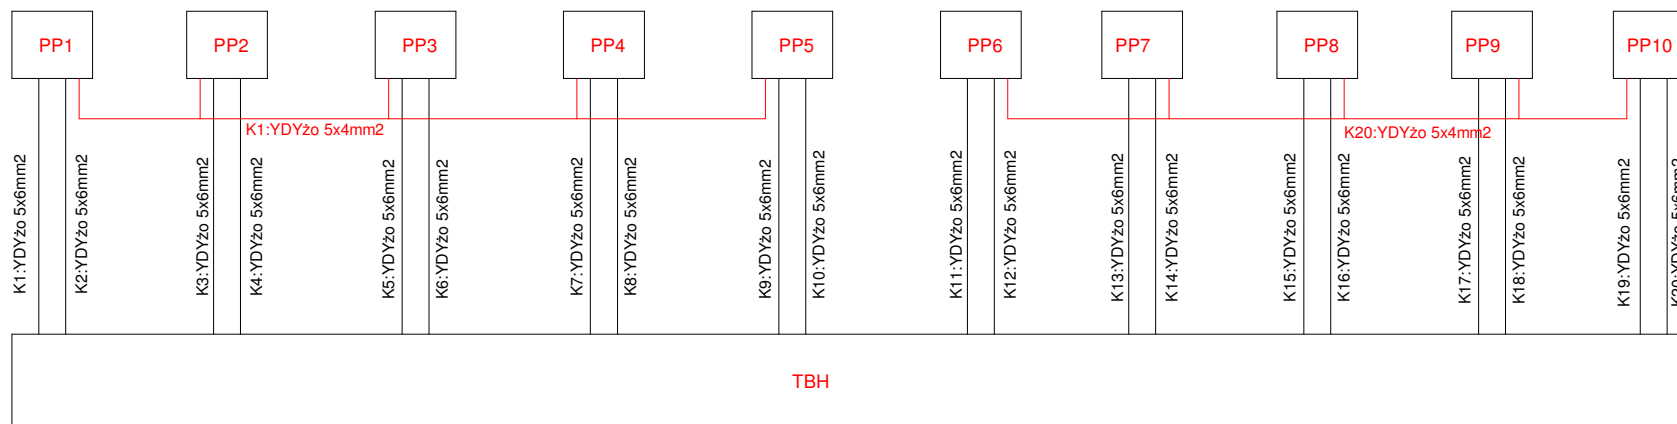 PP1
PP2
PP3
PP4
PP5
PP6
PP7
PP8
PP9
PP10
K1:YDYżo 5x4mm2
K20:YDYżo 5x4mm2
K1:YDYżo 5x6mm2
K2:YDYżo 5x6mm2
K3:YDYżo 5x6mm2
K4:YDYżo 5x6mm2
K5:YDYżo 5x6mm2
K6:YDYżo 5x6mm2
K7:YDYżo 5x6mm2
K8:YDYżo 5x6mm2
K9:YDYżo 5x6mm2
K10:YDYżo 5x6mm2
K11:YDYżo 5x6mm2
K12:YDYżo 5x6mm2
K13:YDYżo 5x6mm2
K14:YDYżo 5x6mm2
K15:YDYżo 5x6mm2
K16:YDYżo 5x6mm2
K17:YDYżo 5x6mm2
K18:YDYżo 5x6mm2
K19:YDYżo 5x6mm2
K20:YDYżo 5x6mm2
TBH